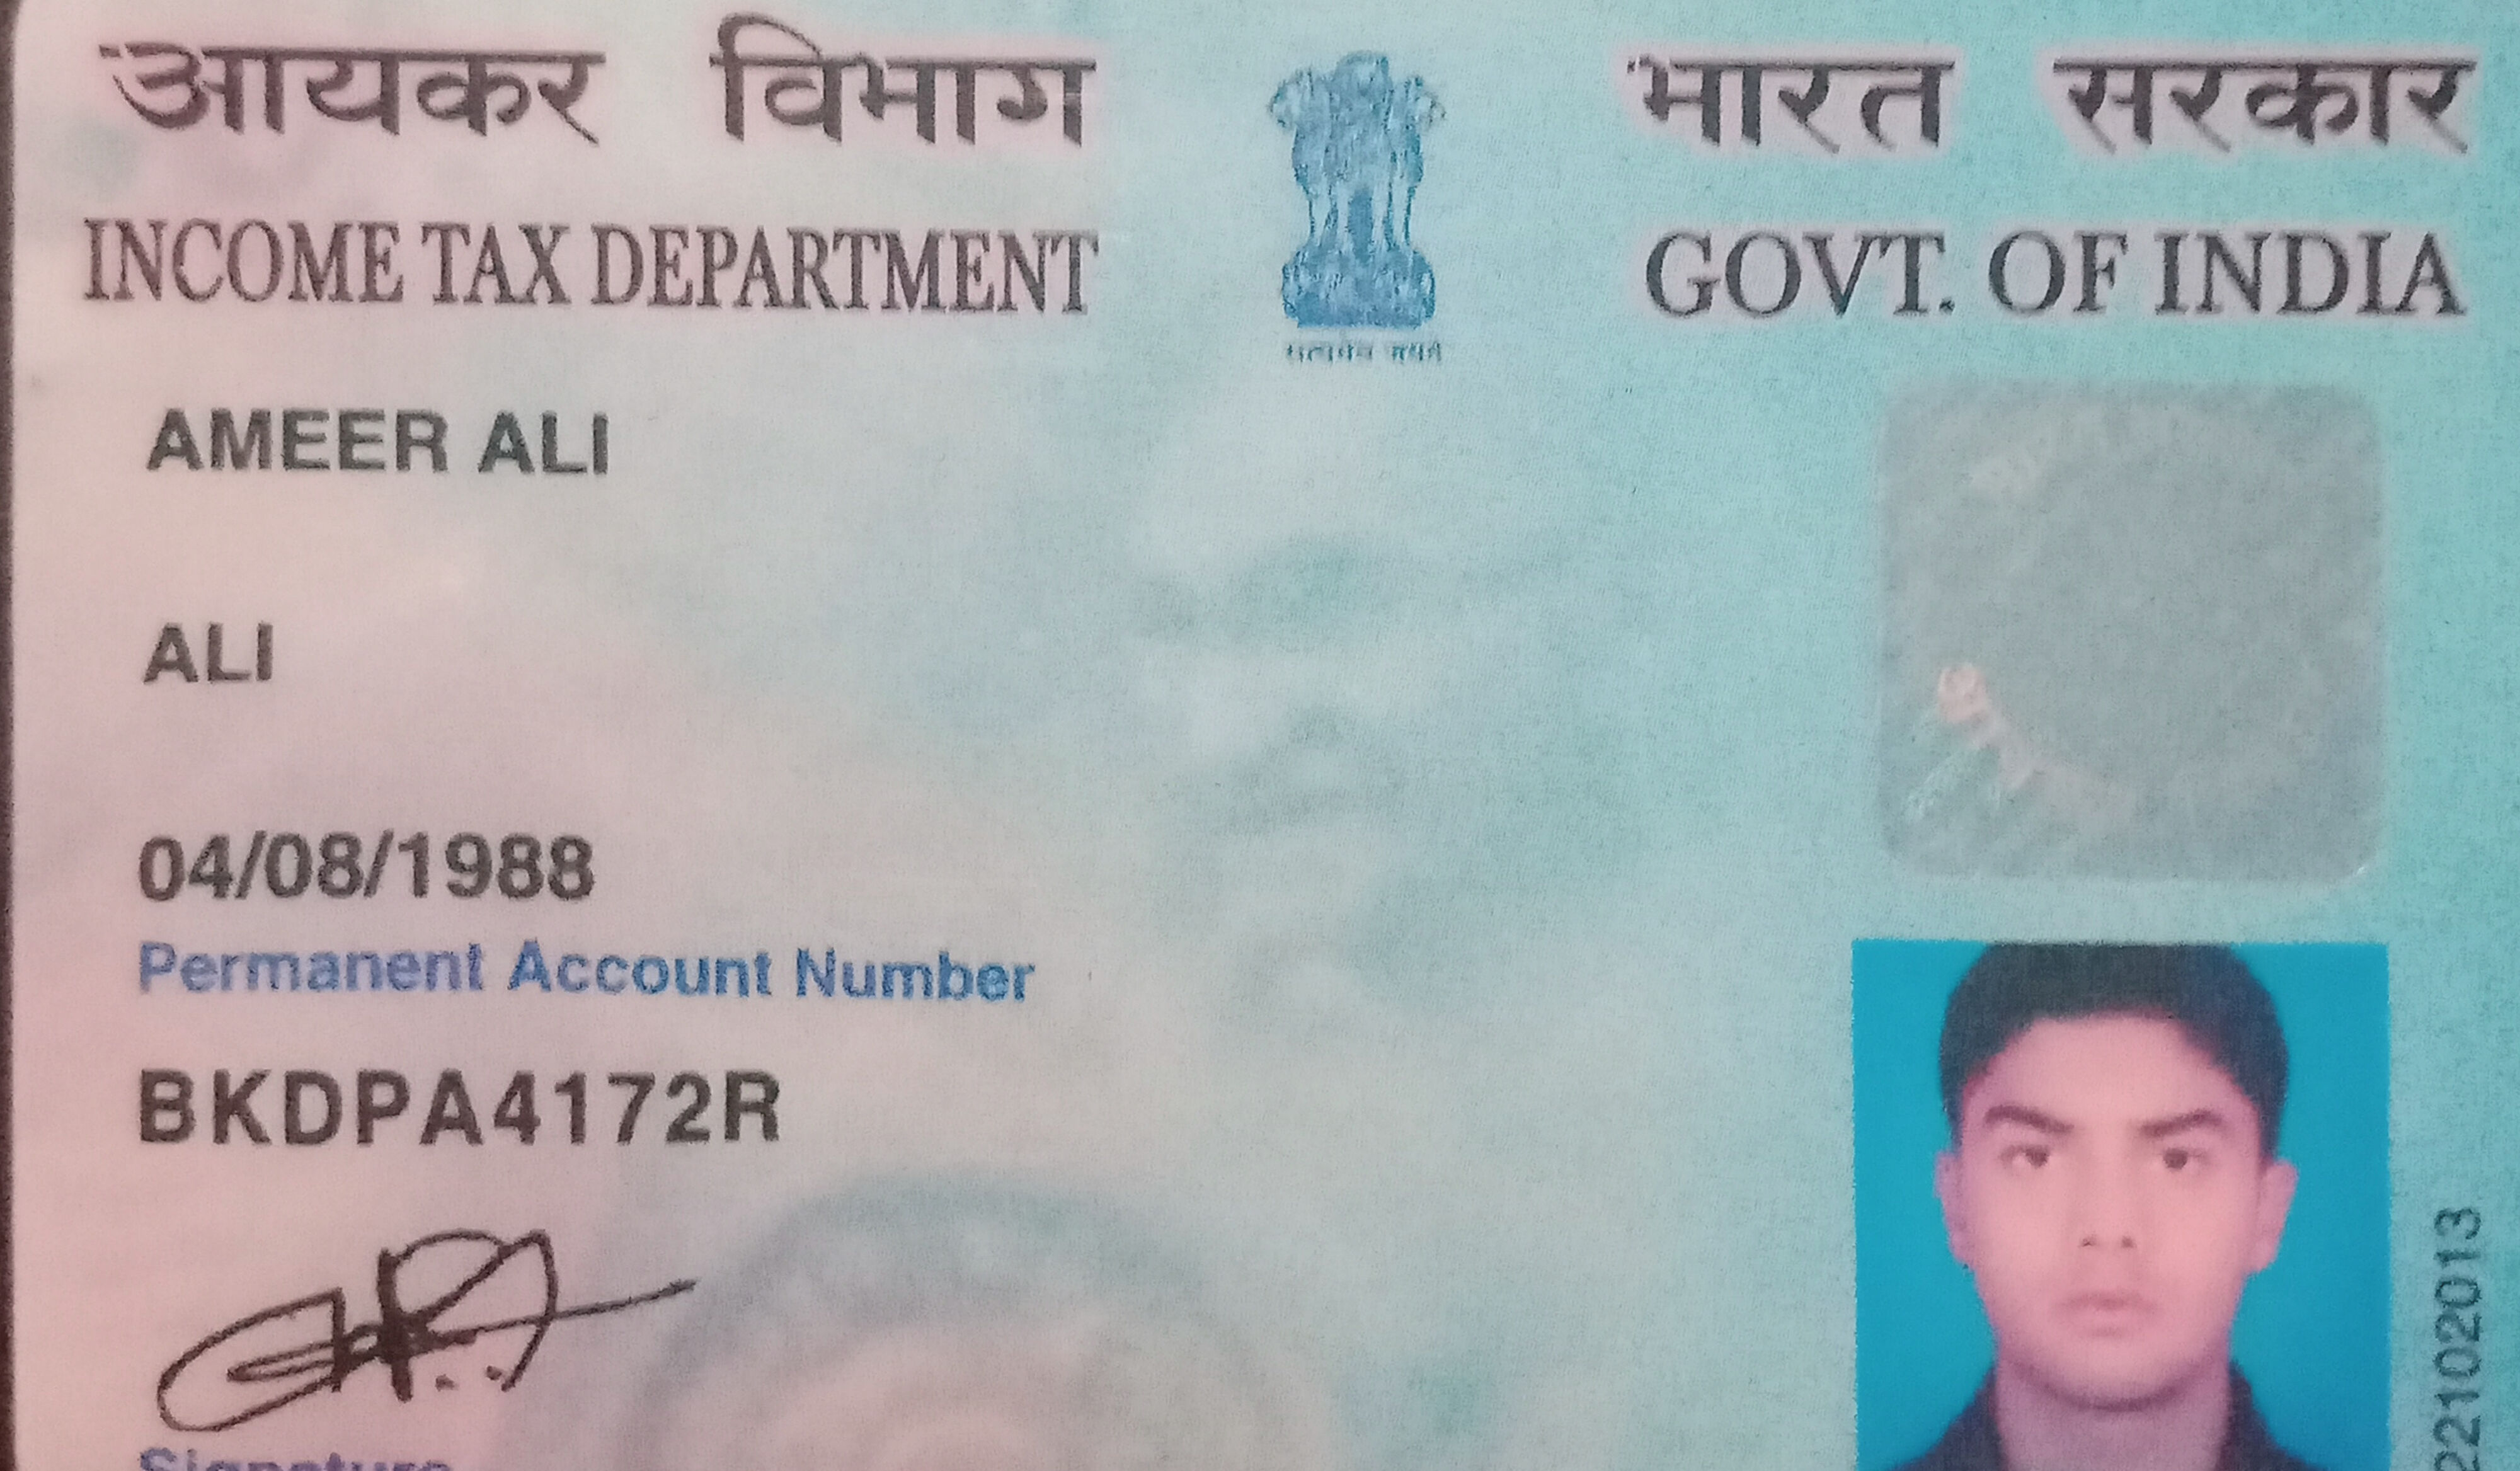 आयकर विभाग
INCOME TAX DEPARTMENT
भारत सरकार
GOVT. OF INDIA
सत्यमेव जयते
AMEER ALI
ALI
04/08/1988
Permanent Account Number
BKDPA4172R
Signature
22102013